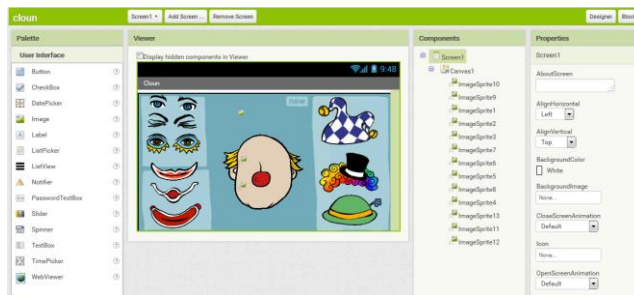 cloun
Screen1
Add Screen ...
Remove Screen
Designer
Bloc
Palette
User Interface
Button
CheckBox
DatePicker
Image
Label
ListPicker
ListView
Notifier
PasswordTextBox
Slider
Spinner
TextBox
TimePicker
WebViewer
Viewer
Display hidden components in Viewer
9:48
Cloun
new
Components
Screen1
Canvas1
ImageSprite10
ImageSprite9
ImageSprite1
ImageSprite2
ImageSprite3
ImageSprite7
ImageSprite6
ImageSprite5
ImageSprite8
ImageSprite4
ImageSprite13
ImageSprite11
ImageSprite12
Properties
Screen1
AboutScreen
AlignHorizontal
Left
AlignVertical
Top
BackgroundColor
White
BackgroundImage
None...
CloseScreenAnimation
Default
Icon
None...
OpenScreenAnimation
Default